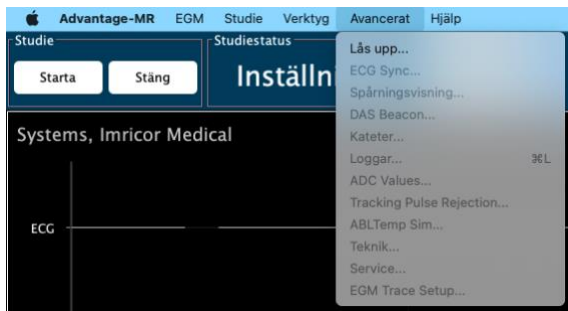 Advantage-MR EGM Studie Verktyg Avancerat Hjälp
Studie
Starta Stäng
Studiestatus
Inställni
Systems, Imricor Medical
ECG
Lås upp...
ECG Sync...
Spårningsvisning...
DAS Beacon...
Kateter...
Loggar... ⌘L
ADC Values...
Tracking Pulse Rejection...
ABLTemp Sim...
Teknik...
Service...
EGM Trace Setup...